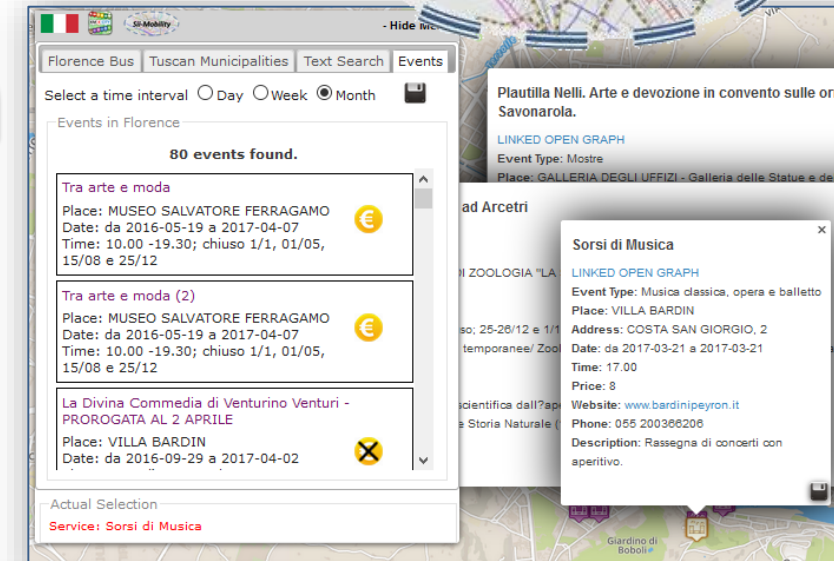 Sii-Mobility
- Hide Me
Florence Bus
Tuscan Municipalities
Text Search
Events
Select a time interval Day Week Month
Events in Florence
80 events found.
Tra arte e moda
Place: MUSEO SALVATORE FERRAGAMO
Date: da 2016-05-19 a 2017-04-07
Time: 10.00 -19.30; chiuso 1/1, 01/05,
15/08 e 25/12
Tra arte e moda (2)
Place: MUSEO SALVATORE FERRAGAMO
Date: da 2016-05-19 a 2017-04-07
Time: 10.00 -19.30; chiuso 1/1, 01/05,
15/08 e 25/12
La Divina Commedia di Venturino Venturi -
PROROGATA AL 2 APRILE
Place: VILLA BARDIN
Date: da 2016-09-29 a 2017-04-02
Actual Selection
Service: Sorsi di Musica
Plautilla Nelli. Arte e devozione in convento sulle or
Savonarola.
LINKED OPEN GRAPH
Event Type: Mostre
Place: GALLERIA DEGLI UFFIZI - Galleria delle Statue e de
ad Arcetri
DI ZOOLOGIA "LA
so; 25-26/12 e 1/1
temporanee/ Zool
scientifica dall?ape
e Storia Naturale (
Sorsi di Musica
LINKED OPEN GRAPH
Event Type: Musica classica, opera e balletto
Place: VILLA BARDIN
Address: COSTA SAN GIORGIO, 2
Date: da 2017-03-21 a 2017-03-21
Time: 17.00
Price: 8
Website: www.bardinipeyron.it
Phone: 055 200366206
Description: Rassegna di concerti con
aperitivo.
Giardino di
Boboli